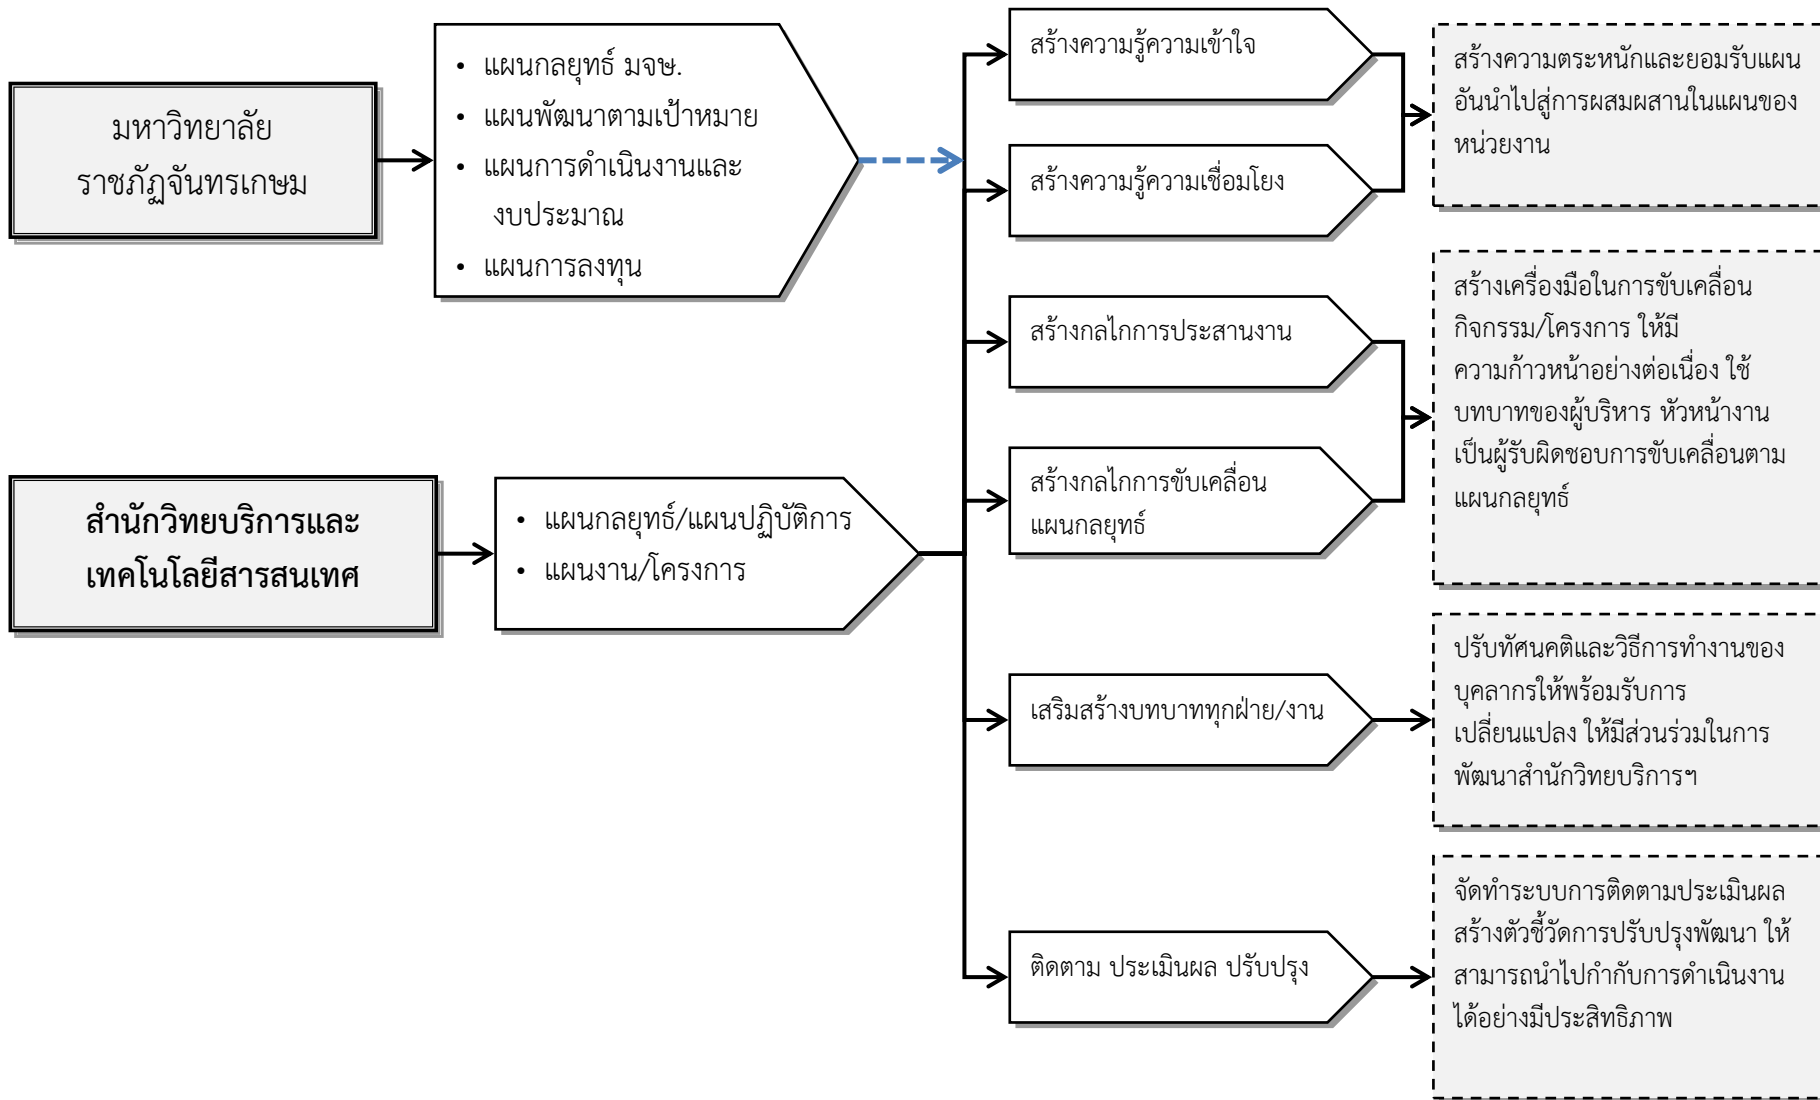 มหาวิทยาลัย
ราชภัฏจันทรเกษม
• แผนกลยุทธ์ มจษ.
• แผนพัฒนาตามเป้าหมาย
• แผนการดำเนินงานและ
งบประมาณ
• แผนการลงทุน
สำนักวิทยบริการและ
เทคโนโลยีสารสนเทศ
• แผนกลยุทธ์/แผนปฏิบัติการ
• แผนงาน/โครงการ
สร้างความรู้ความเข้าใจ
สร้างความรู้ความเชื่อมโยง
สร้างกลไกการประสานงาน
สร้างกลไกการขับเคลื่อน
แผนกลยุทธ์
เสริมสร้างบทบาททุกฝ่าย/งาน
ติดตาม ประเมินผล ปรับปรุง
สร้างความตระหนักและยอมรับแผน
อันนำไปสู่การผสมผสานในแผนของ
หน่วยงาน
สร้างเครื่องมือในการขับเคลื่อน
กิจกรรม/โครงการ ให้มี
ความก้าวหน้าอย่างต่อเนื่อง ใช้
บทบาทของผู้บริหาร หัวหน้างาน
เป็นผู้รับผิดชอบการขับเคลื่อนตาม
แผนกลยุทธ์
ปรับทัศนคติและวิธีการทำงานของ
บุคลากรให้พร้อมรับการ
เปลี่ยนแปลง ให้มีส่วนร่วมในการ
พัฒนาสำนักวิทยบริการฯ
จัดทำระบบการติดตามประเมินผล
สร้างตัวชี้วัดการปรับปรุงพัฒนา ให้
สามารถนำไปกำกับการดำเนินงาน
ได้อย่างมีประสิทธิภาพ